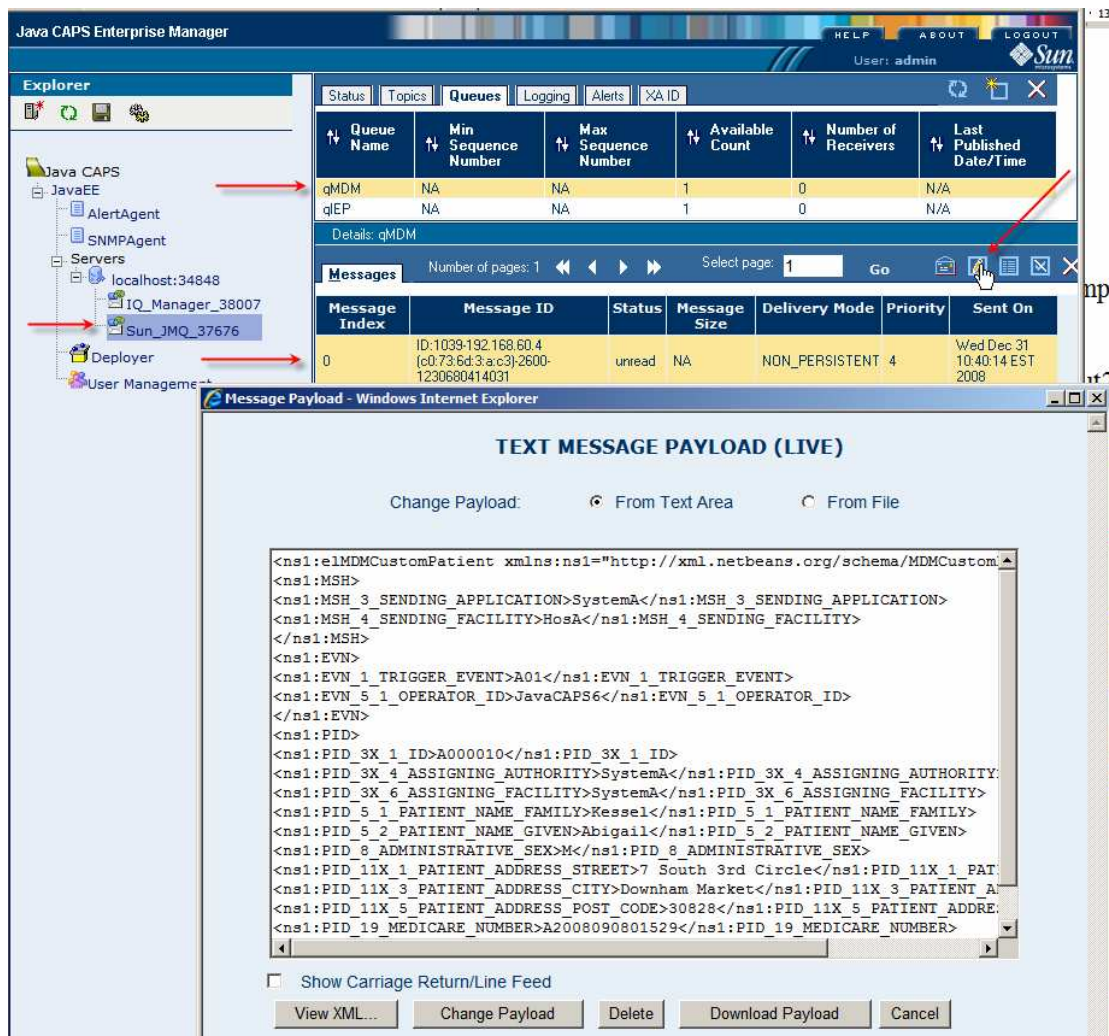 Java CAPS Enterprise Manager
HELP ABOUT LOGOUT
User: admin
Sun
Explorer
Java CAPS
JavaEE
AlertAgent
SNMPAgent
Servers
localhost:34848
IQ_Manager_38007
Sun_JMQ_37676
Deployer
User Management
Status Topics Queues Logging Alerts XA ID
Queue Name Min Sequence Number Max Sequence Number Available Count Number of Receivers Last Published Date/Time
qMDM NA NA 1 0 N/A
qIEP NA NA 1 0 N/A
Details: qMDM
Messages Number of pages: 1 Select page: 1 Go
Message Index Message ID Status Message Size Delivery Mode Priority Sent On
0 ID:1039-192.168.60.4 (c0:73:6d:3:a:c3)-2600-1230680414031 unread NA NON_PERSISTENT 4 Wed Dec 31 10:40:14 EST 2008
Message Payload - Windows Internet Explorer
TEXT MESSAGE PAYLOAD (LIVE)
Change Payload: From Text Area From File
<ns1:elMDMCustomPatient xmlns:ns1="http://xml.netbeans.org/schema/MDMCustom
<ns1:MSH>
<ns1:MSH_3_SENDING_APPLICATION>SystemA</ns1:MSH_3_SENDING_APPLICATION>
<ns1:MSH_4_SENDING_FACILITY>HosA</ns1:MSH_4_SENDING_FACILITY>
</ns1:MSH>
<ns1:EVN>
<ns1:EVN_1_TRIGGER_EVENT>A01</ns1:EVN_1_TRIGGER_EVENT>
<ns1:EVN_5_1_OPERATOR_ID>JavaCAPS6</ns1:EVN_5_1_OPERATOR_ID>
</ns1:EVN>
<ns1:PID>
<ns1:PID_3X_1_ID>A000010</ns1:PID_3X_1_ID>
<ns1:PID_3X_4_ASSIGNING_AUTHORITY>SystemA</ns1:PID_3X_4_ASSIGNING_AUTHORITY
<ns1:PID_3X_6_ASSIGNING_FACILITY>SystemA</ns1:PID_3X_6_ASSIGNING_FACILITY>
<ns1:PID_5_1_PATIENT_NAME_FAMILY>Kessel</ns1:PID_5_1_PATIENT_NAME_FAMILY>
<ns1:PID_5_2_PATIENT_NAME_GIVEN>Abigail</ns1:PID_5_2_PATIENT_NAME_GIVEN>
<ns1:PID_8_ADMINISTRATIVE_SEX>M</ns1:PID_8_ADMINISTRATIVE_SEX>
<ns1:PID_11X_1_PATIENT_ADDRESS_STREET>7 South 3rd Circle</ns1:PID_11X_1_PAT
<ns1:PID_11X_3_PATIENT_ADDRESS_CITY>Downham Market</ns1:PID_11X_3_PATIENT_A
<ns1:PID_11X_5_PATIENT_ADDRESS_POST_CODE>30828</ns1:PID_11X_5_PATIENT_ADDRE
<ns1:PID_19_MEDICARE_NUMBER>A2008090801529</ns1:PID_19_MEDICARE_NUMBER>
Show Carriage Return/Line Feed
View XML... Change Payload Delete Download Payload Cancel